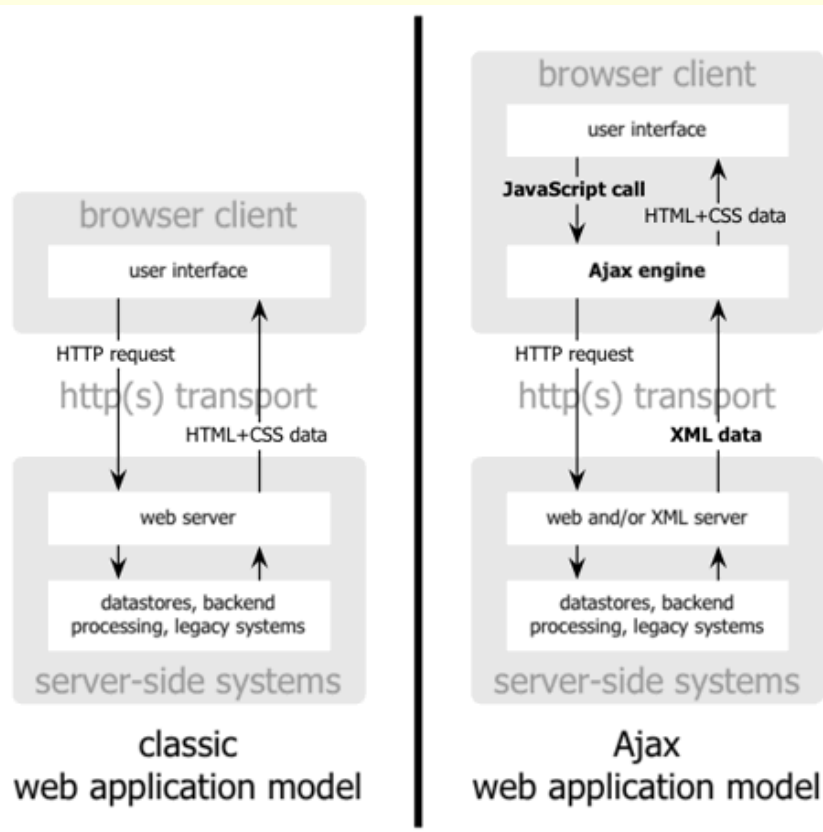 browser client
user interface
HTTP request
http(s) transport
HTML+CSS data
web server
datastores, backend
processing, legacy systems
server-side systems
classic
web application model
browser client
user interface
JavaScript call
HTML+CSS data
Ajax engine
HTTP request
http(s) transport
XML data
web and/or XML server
datastores, backend
processing, legacy systems
server-side systems
Ajax
web application model